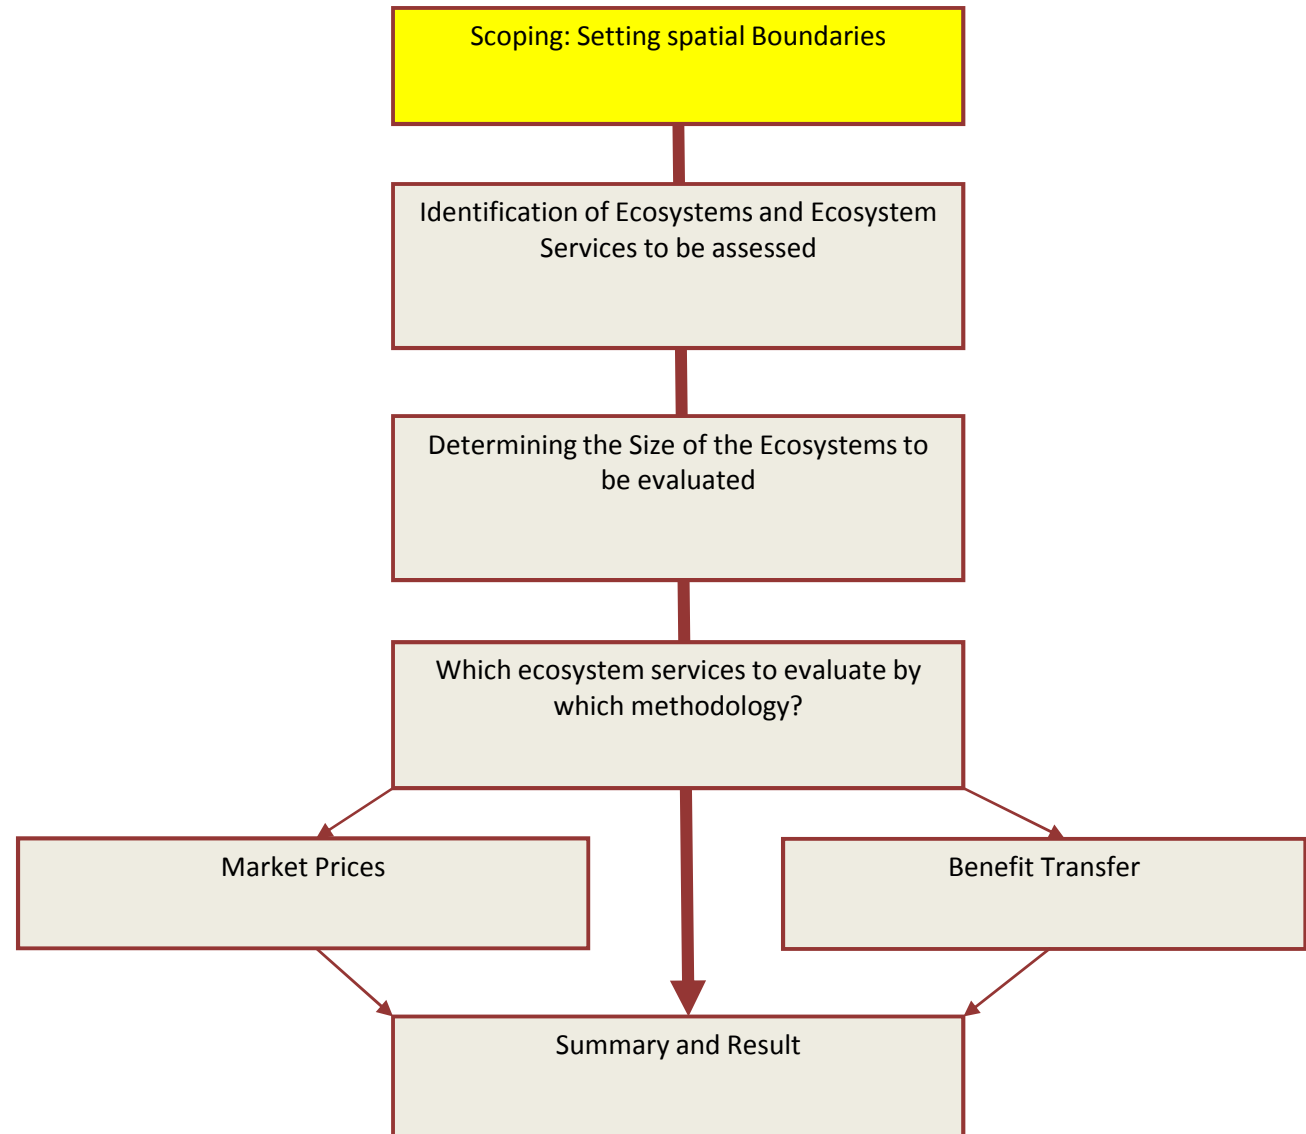 Scoping: Setting spatial Boundaries
Identification of Ecosystems and Ecosystem
Services to be assessed
Determining the Size of the Ecosystems to
be evaluated
Which ecosystem services to evaluate by
which methodology?
Market Prices
Benefit Transfer
Summary and Result